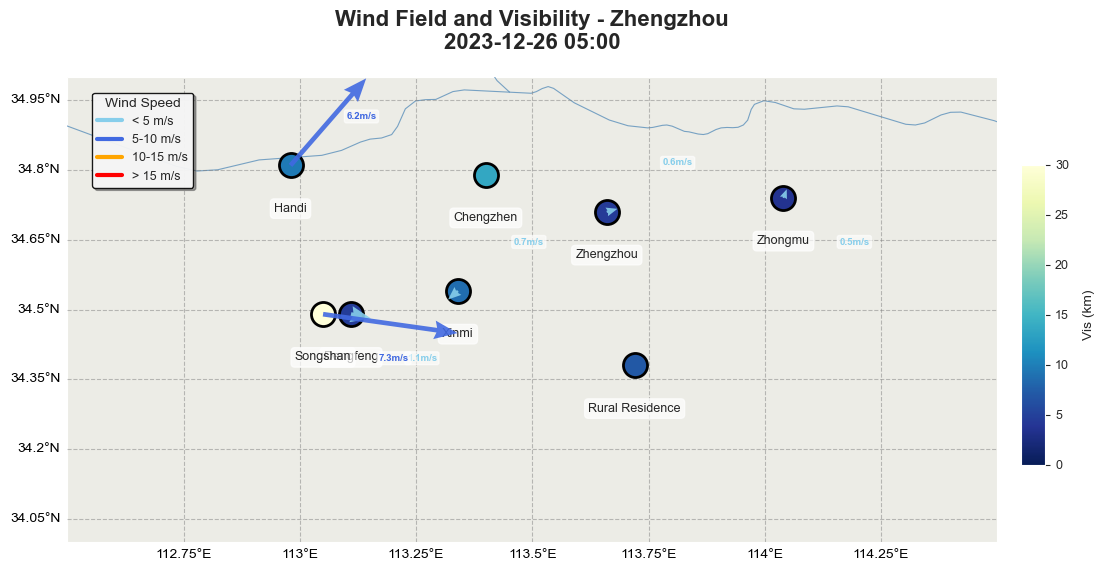 Wind Field and Visibility - Zhengzhou
2023-12-26 05:00
34.95°N
34.8°N
34.65°N
34.5°N
34.35°N
34.2°N
34.05°N
Wind Speed
< 5 m/s
5-10 m/s
10-15 m/s
> 15 m/s
6.2m/s
Handi
Chengzhen
0.6m/s
0.7m/s
Zhengzhou
Zhongmu
0.5m/s
Songshan
7.3m/s
Rural Residence
112.75°E
113°E
113.25°E
113.5°E
113.75°E
114°E
114.25°E
30
25
20
15
10
5
0
Vis (km)